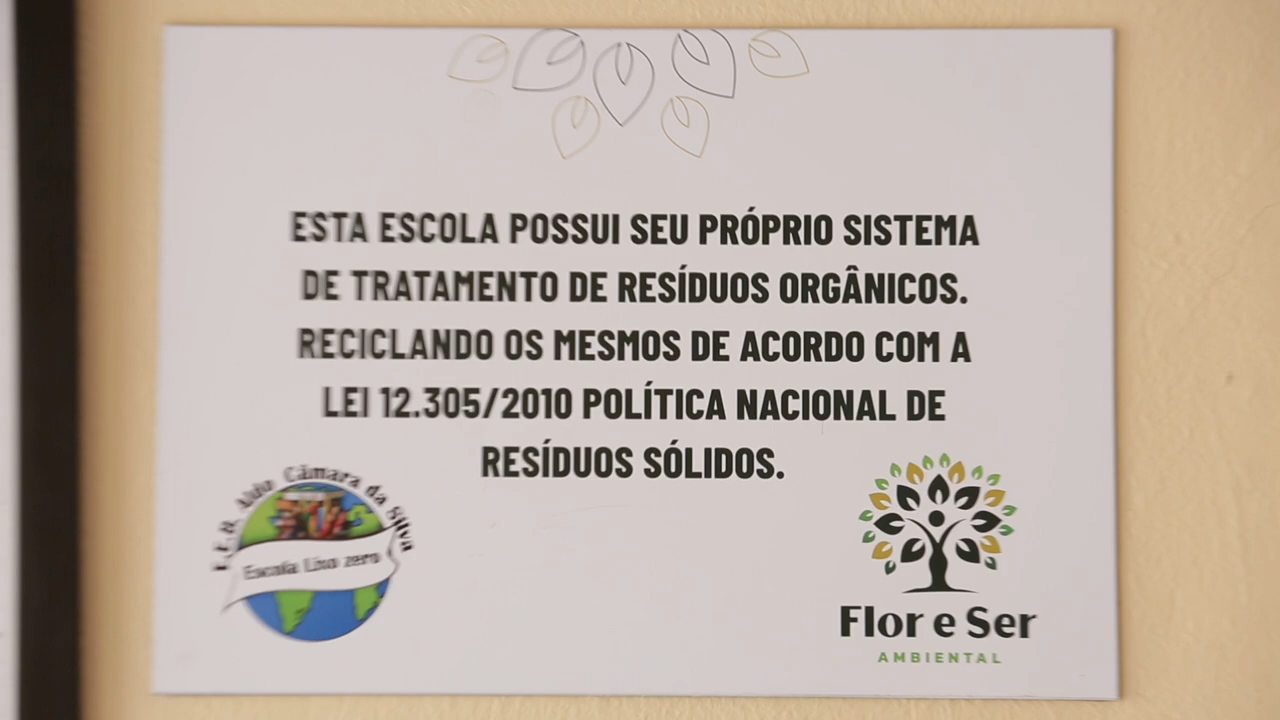 ESTA ESCOLA POSSUI SEU PRÓPRIO SISTEMA
DE TRATAMENTO DE RESÍDUOS ORGÂNICOS.
RECICLANDO OS MESMOS DE ACORDO COM A
LEI 12.305/2010 POLÍTICA NACIONAL DE
RESÍDUOS SÓLIDOS.
Aldo Câmara da Silva
Escola Lixo zero
Flor e Ser
AMBIENTAL